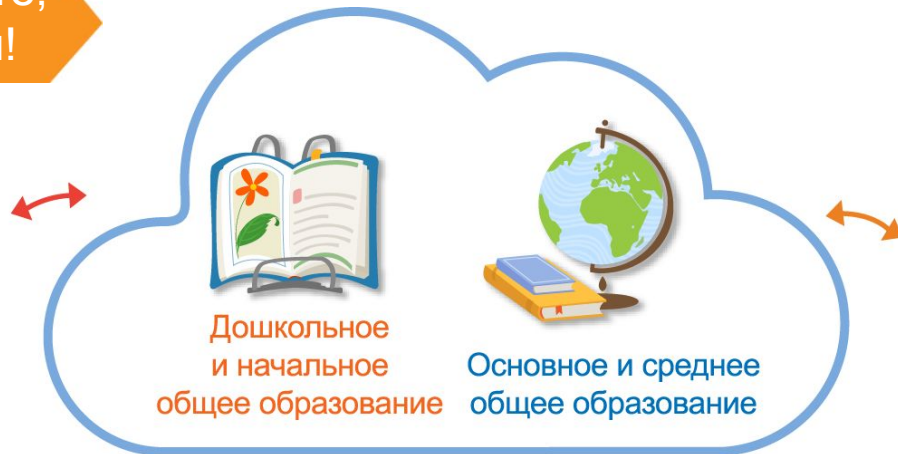 Дошкольное
и начальное
общее образование
Основное и среднее
общее образование